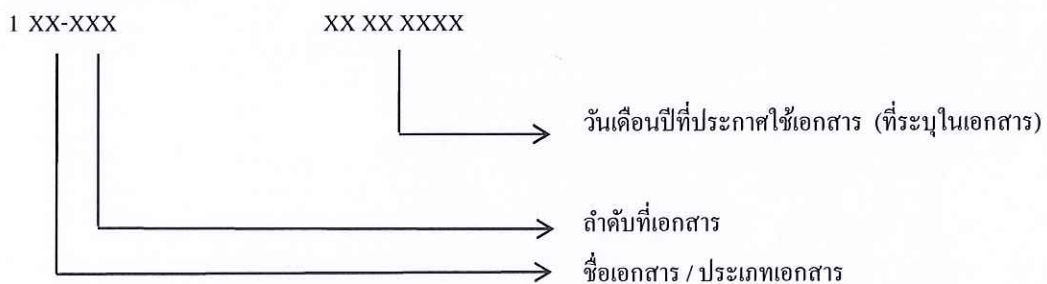 1 XX-XXX XX XX XXXX
วันเดือนปีที่ประกาศใช้เอกสาร (ที่ระบุในเอกสาร)
ลำดับที่เอกสาร
ชื่อเอกสาร / ประเภทเอกสาร